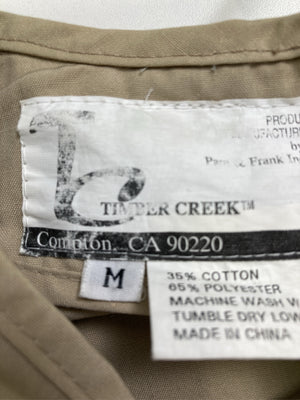 PRODU
by
& Frank In
TC
TIMBER CREEK™
Compton, CA 90220
M
35% COTTON
65% POLYESTER
MACHINE WASH W
TUMBLE DRY LOW
MADE IN CHINA